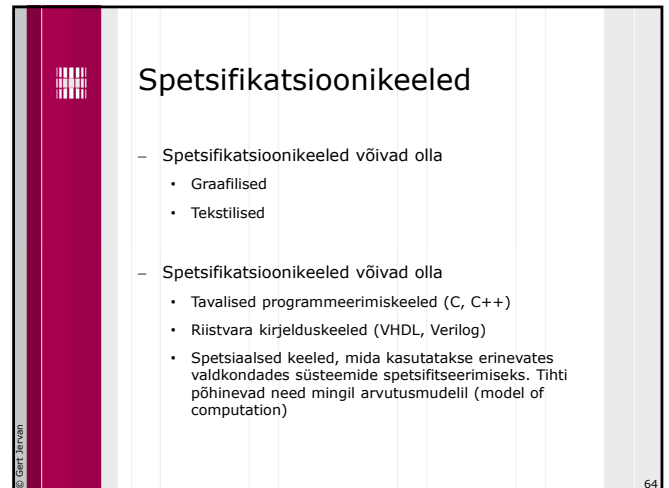 Spetsifikatsioonikeeled
– Spetsifikatsioonikeeled võivad olla
• Graafilised
• Tekstilised
– Spetsifikatsioonikeeled võivad olla
• Tavalised programmeerimiskeeled (C, C++)
• Riistvara kirjelduskeeled (VHDL, Verilog)
• Spetsiaalsed keeled, mida kasutatakse erinevates
valdkondades süsteemide spetsifitseerimiseks. Tihti
põhinevad need mingil arvutusmudelil (model of
computation)
© Gert Jervan
64